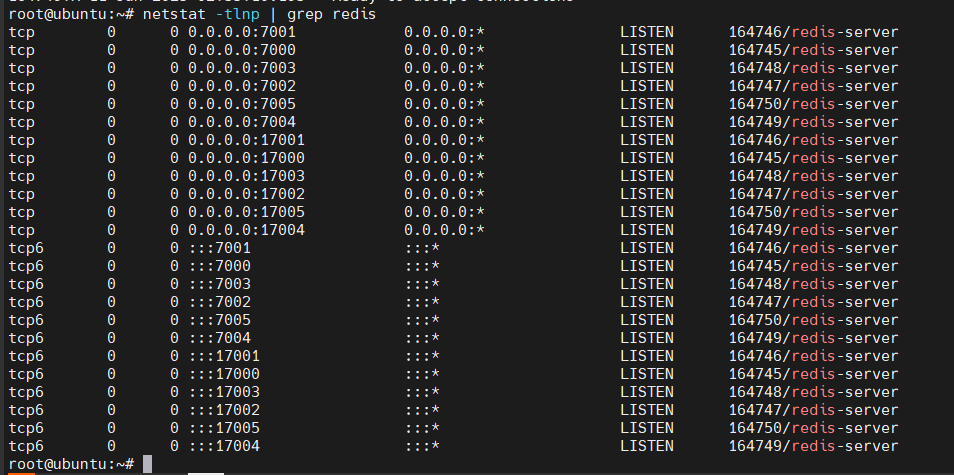 root@ubuntu:~# netstat -tlnp | grep redis
tcp 0 0 0.0.0.0:7001 0.0.0.0:* LISTEN 164746/redis-server
tcp 0 0 0.0.0.0:7000 0.0.0.0:* LISTEN 164745/redis-server
tcp 0 0 0.0.0.0:7003 0.0.0.0:* LISTEN 164748/redis-server
tcp 0 0 0.0.0.0:7002 0.0.0.0:* LISTEN 164747/redis-server
tcp 0 0 0.0.0.0:7005 0.0.0.0:* LISTEN 164750/redis-server
tcp 0 0 0.0.0.0:7004 0.0.0.0:* LISTEN 164749/redis-server
tcp 0 0 0.0.0.0:17001 0.0.0.0:* LISTEN 164746/redis-server
tcp 0 0 0.0.0.0:17000 0.0.0.0:* LISTEN 164745/redis-server
tcp 0 0 0.0.0.0:17003 0.0.0.0:* LISTEN 164748/redis-server
tcp 0 0 0.0.0.0:17002 0.0.0.0:* LISTEN 164747/redis-server
tcp 0 0 0.0.0.0:17005 0.0.0.0:* LISTEN 164750/redis-server
tcp 0 0 0.0.0.0:17004 0.0.0.0:* LISTEN 164749/redis-server
tcp6 0 0 :::7001 :::* LISTEN 164746/redis-server
tcp6 0 0 :::7000 :::* LISTEN 164745/redis-server
tcp6 0 0 :::7003 :::* LISTEN 164748/redis-server
tcp6 0 0 :::7002 :::* LISTEN 164747/redis-server
tcp6 0 0 :::7005 :::* LISTEN 164750/redis-server
tcp6 0 0 :::7004 :::* LISTEN 164749/redis-server
tcp6 0 0 :::17001 :::* LISTEN 164746/redis-server
tcp6 0 0 :::17000 :::* LISTEN 164745/redis-server
tcp6 0 0 :::17003 :::* LISTEN 164748/redis-server
tcp6 0 0 :::17002 :::* LISTEN 164747/redis-server
tcp6 0 0 :::17005 :::* LISTEN 164750/redis-server
tcp6 0 0 :::17004 :::* LISTEN 164749/redis-server
root@ubuntu:~#